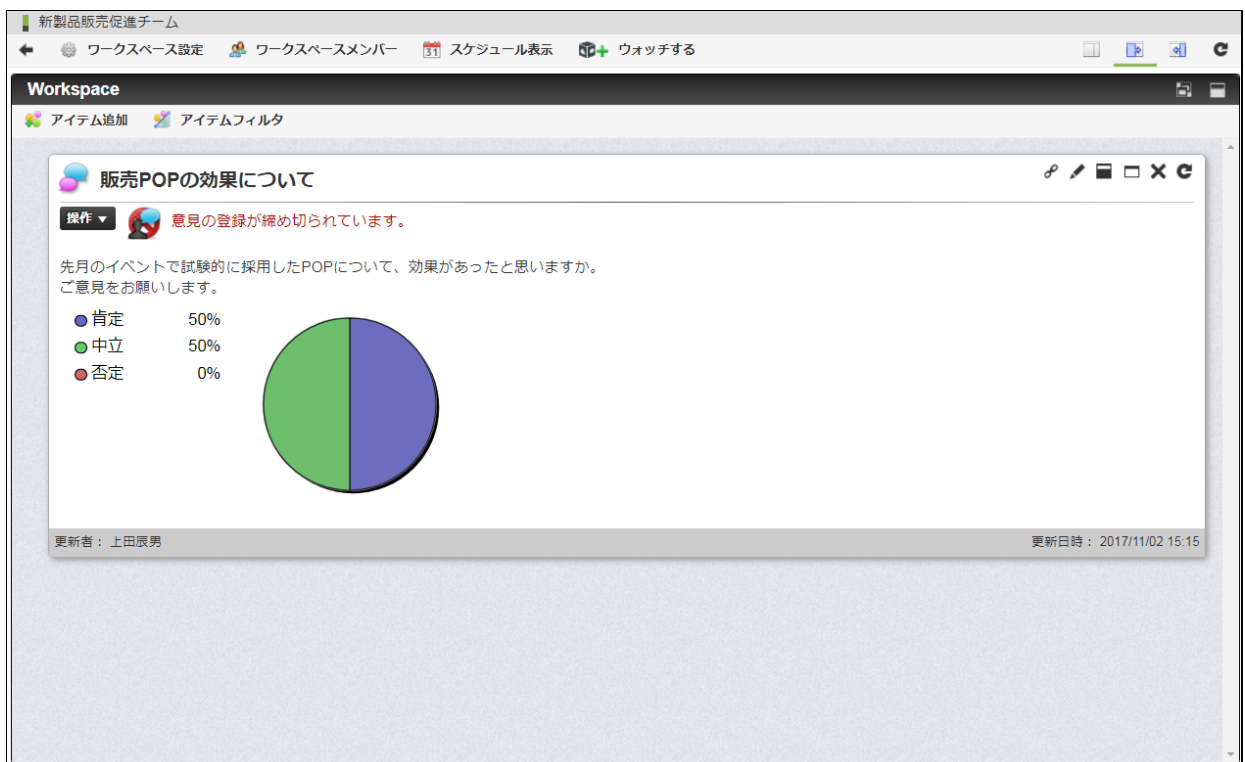 新製品販売促進チーム
ワークスペース設定 ワークスペースメンバー 31 スケジュール表示 ウォッチする
Workspace
アイテム追加 アイテムフィルタ
販売POPの効果について
操作 ▼ 意見の登録が締め切られています。
先月のイベントで試験的に採用したPOPについて、効果があったと思いますか。
ご意見をお願いします。
肯定 50%
中立 50%
否定 0%
更新者： 上田辰男 更新日時： 2017/11/02 15:15